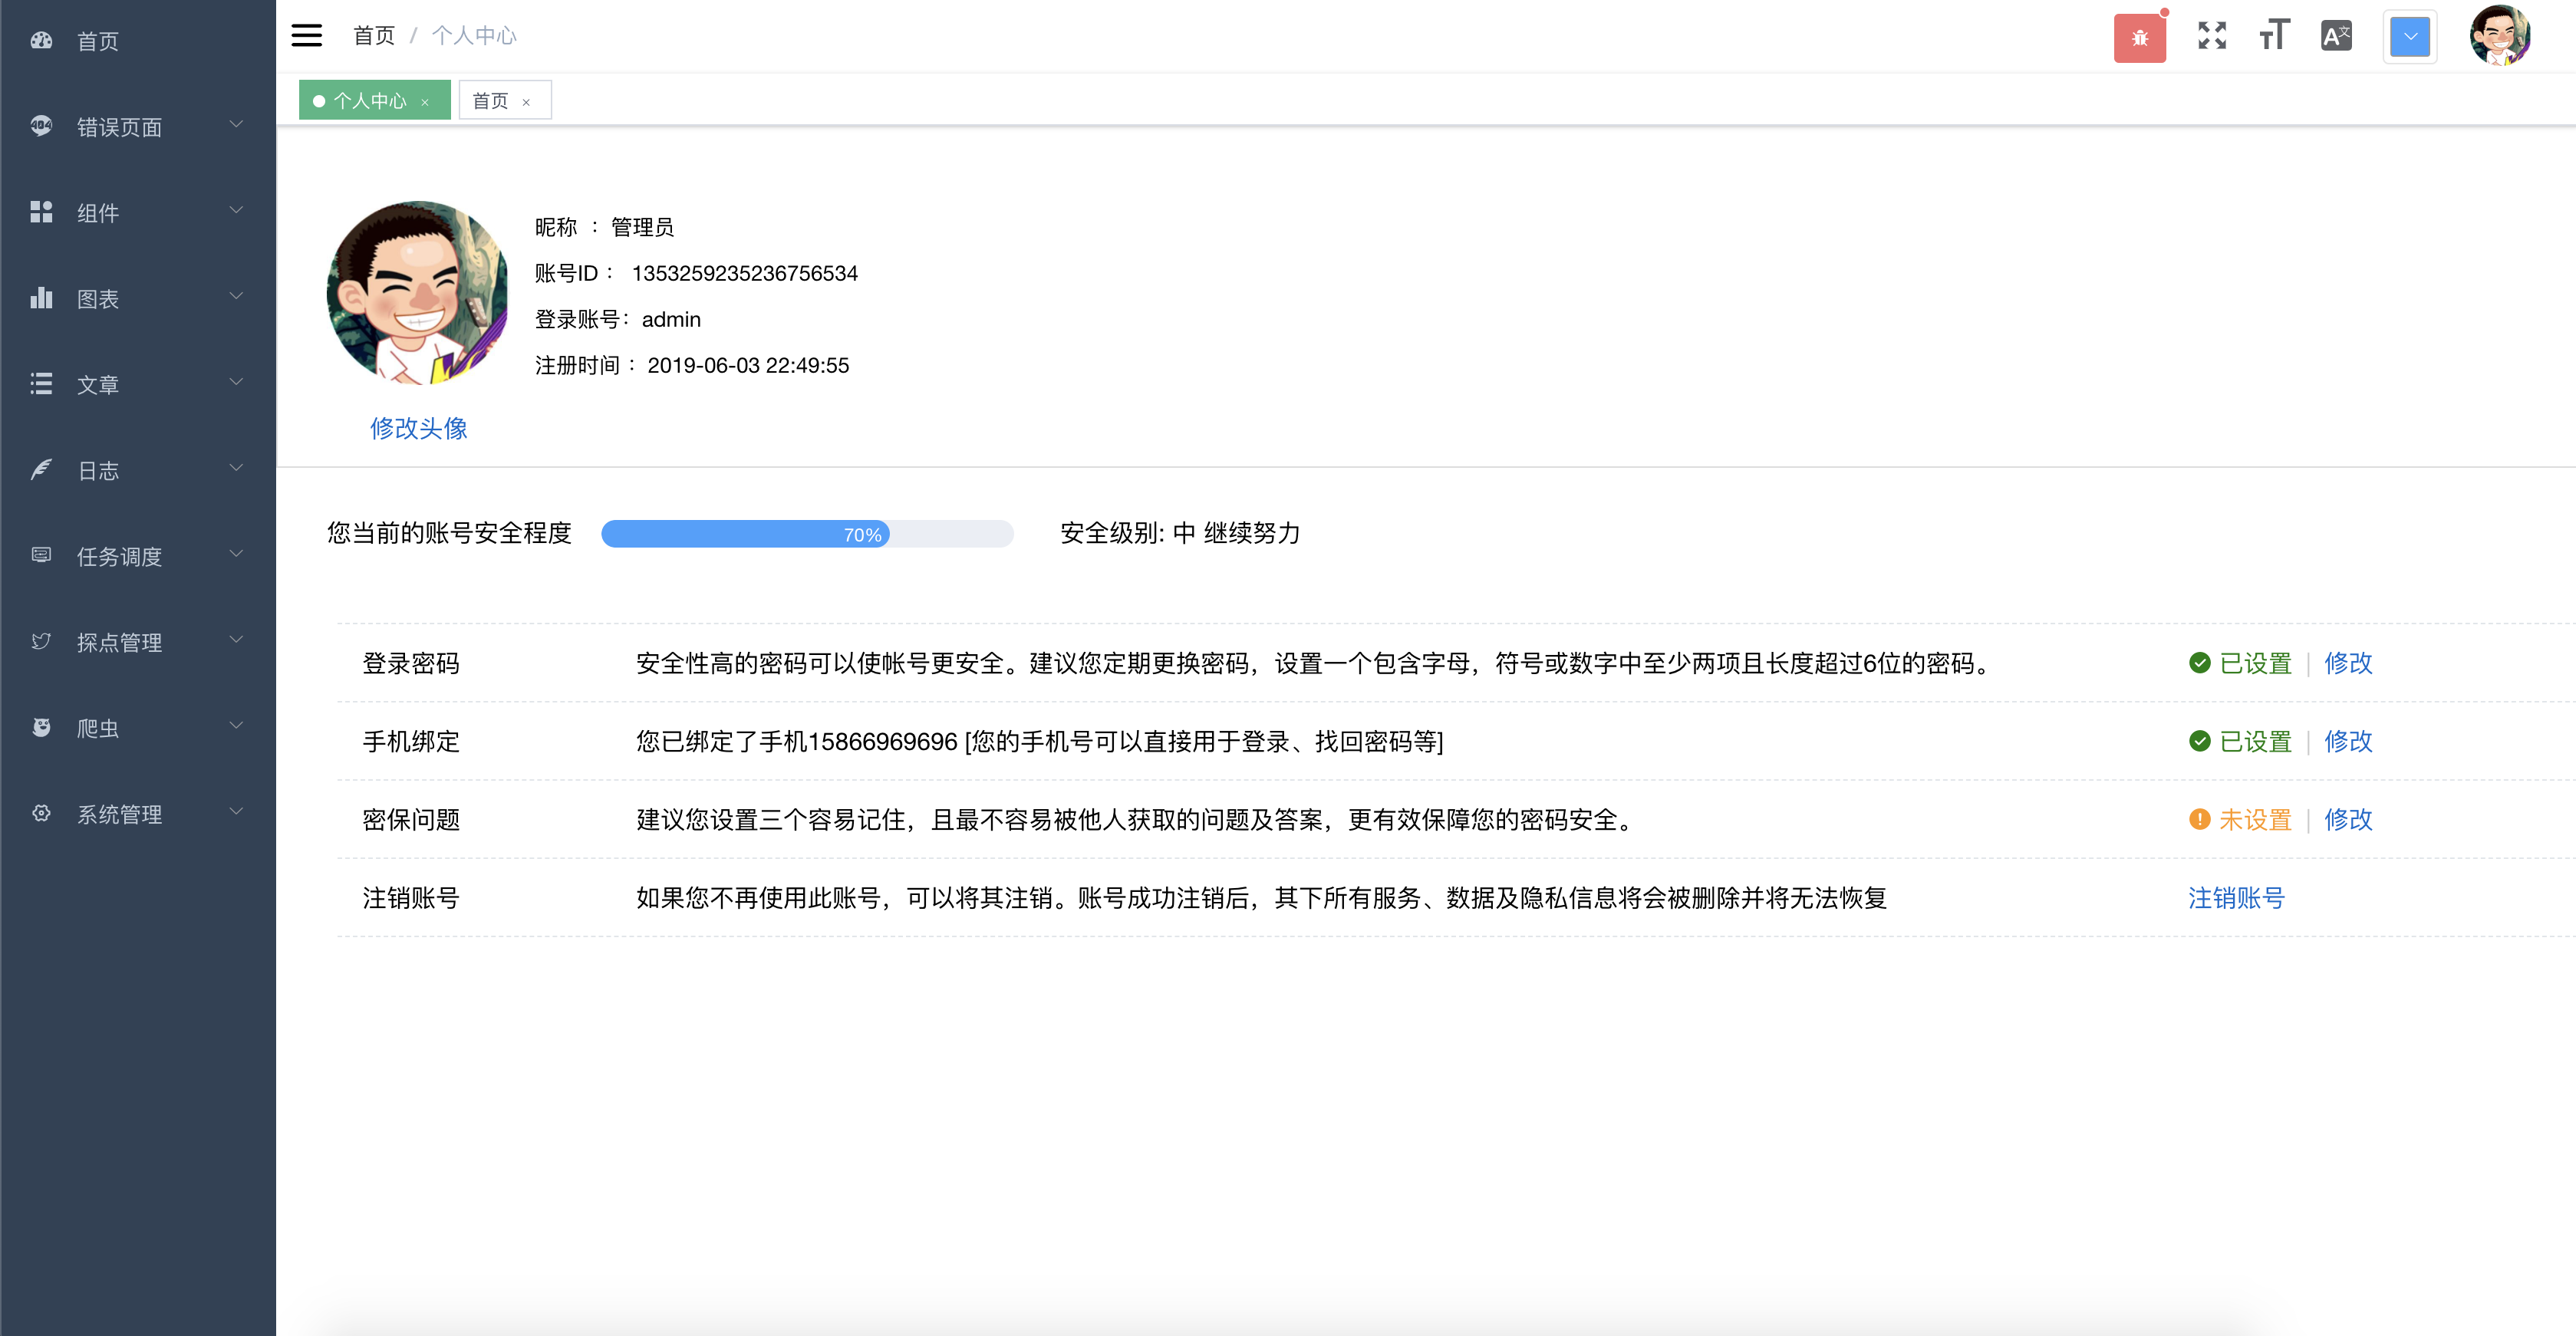 首页
错误页面
组件
图表
文章
日志
任务调度
探点管理
爬虫
系统管理
首页 / 个人中心
个人中心 ×
首页 ×
昵称 ： 管理员
账号ID： 1353259235236756534
登录账号： admin
注册时间： 2019-06-03 22:49:55
修改头像
您当前的账号安全程度 70% 安全级别: 中 继续努力
登录密码 安全性高的密码可以使帐号更安全。建议您定期更换密码，设置一个包含字母，符号或数字中至少两项且长度超过6位的密码。 已设置 | 修改
手机绑定 您已绑定了手机15866969696 [您的手机号可以直接用于登录、找回密码等] 已设置 | 修改
密保问题 建议您设置三个容易记住，且最不容易被他人获取的问题及答案，更有效保障您的密码安全。 未设置 | 修改
注销账号 如果您不再使用此账号，可以将其注销。账号成功注销后，其下所有服务、数据及隐私信息将会被删除并将无法恢复 注销账号